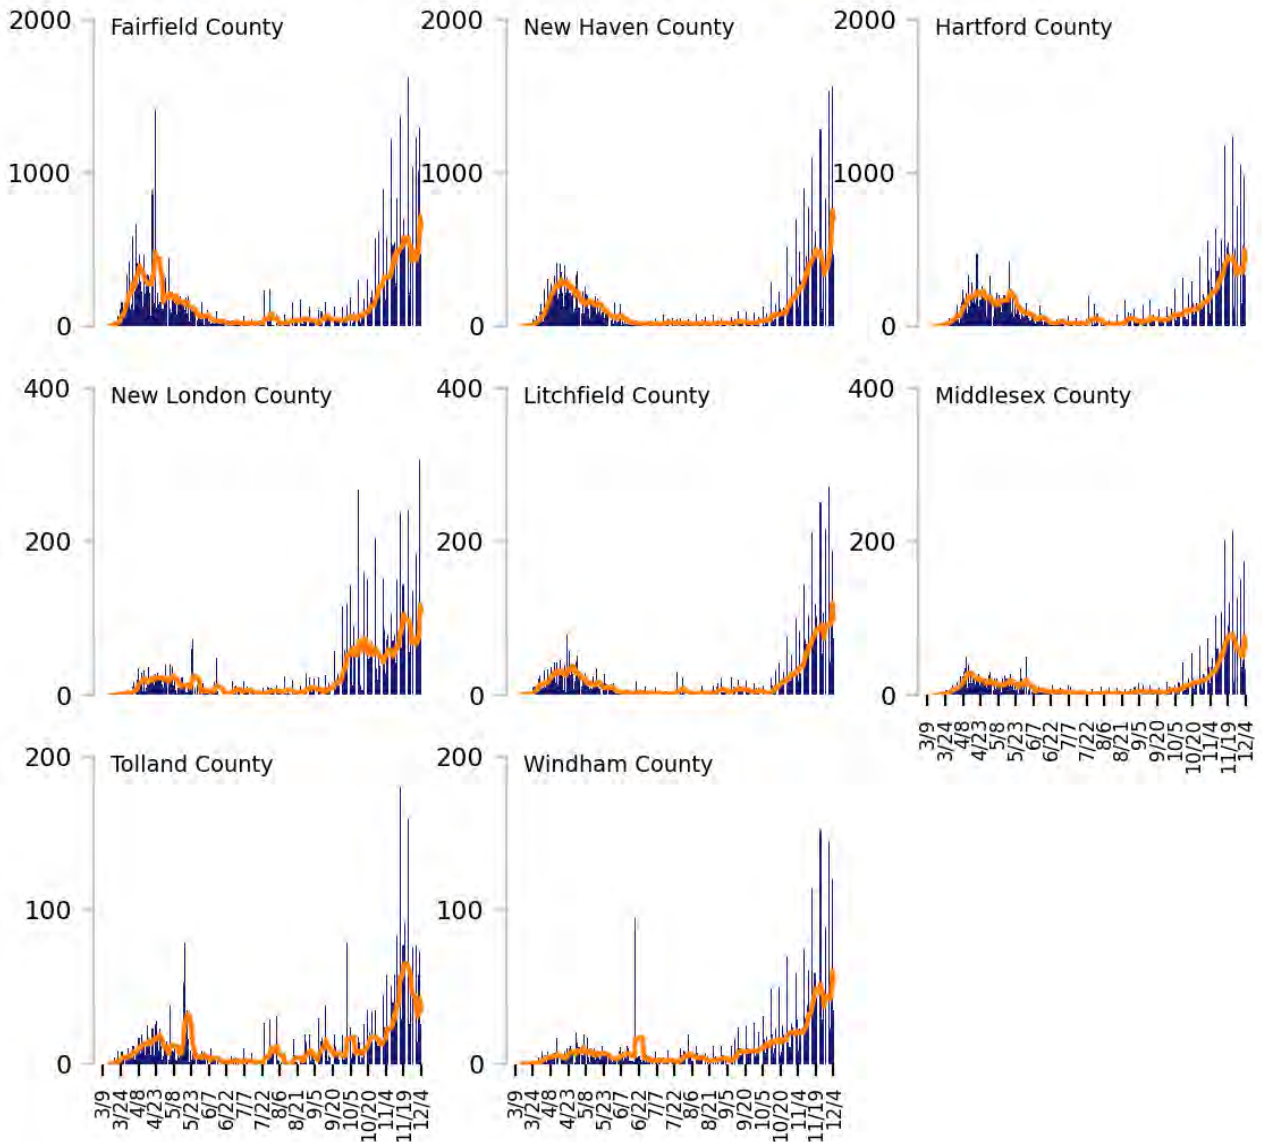 2000 Fairfield County 2000 New Haven County 2000 Hartford County
1000 1000 1000
0 0 0
400 New London County 400 Litchfield County 400 Middlesex County
200 200 200
0 0 0
3/9 3/24 4/8 4/23 5/8 5/23 6/7 6/22 7/7 7/22 8/6 8/21 9/5 9/20 10/5 10/20 11/4 11/19 12/4
200 Tolland County 200 Windham County
100 100
0 0
3/9 3/24 4/8 4/23 5/8 5/23 6/7 6/22 7/7 7/22 8/6 8/21 9/5 9/20 10/5 10/20 11/4 11/19 12/4
3/9 3/24 4/8 4/23 5/8 5/23 6/7 6/22 7/7 7/22 8/6 8/21 9/5 9/20 10/5 10/20 11/4 11/19 12/4